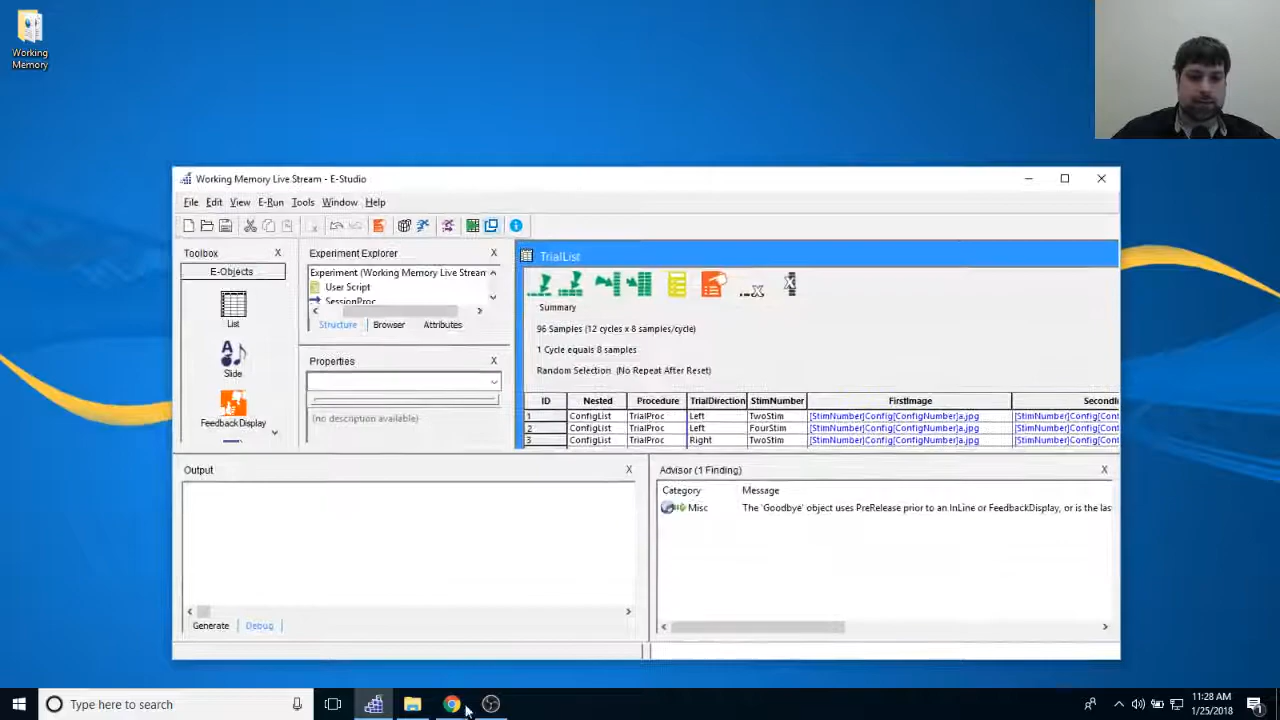 Working
Memory
Working Memory Live Stream - E-Studio
File Edit View E-Run Tools Window Help
Toolbox X
E-Objects
List
Slide
FeedbackDisplay
Experiment Explorer X
Experiment (Working Memory Live Stream
User Script
SessionProc
Structure Browser Attributes
Properties X
(no description available)
TrialList
Summary
96 Samples (12 cycles x 8 samples/cycle)
1 Cycle equals 8 samples
Random Selection (No Repeat After Reset)
ID Nested Procedure TrialDirection StimNumber FirstImage SecondI
1 ConfigList TrialProc Left TwoStim [StimNumber]Config[ConfigNumber]a.jpg [StimNumber]Config[Cont
2 ConfigList TrialProc Left FourStim [StimNumber]Config[ConfigNumber]a.jpg [StimNumber]Config[Cont
3 ConfigList TrialProc Right TwoStim [StimNumber]Config[ConfigNumber]a.jpg [StimNumber]Config[Cont
Output X
Generate Debug
Advisor (1 Finding) X
Category Message
Misc The 'Goodbye' object uses PreRelease prior to an InLine or FeedbackDisplay, or is the las
Type here to search
11:28 AM
1/25/2018
1